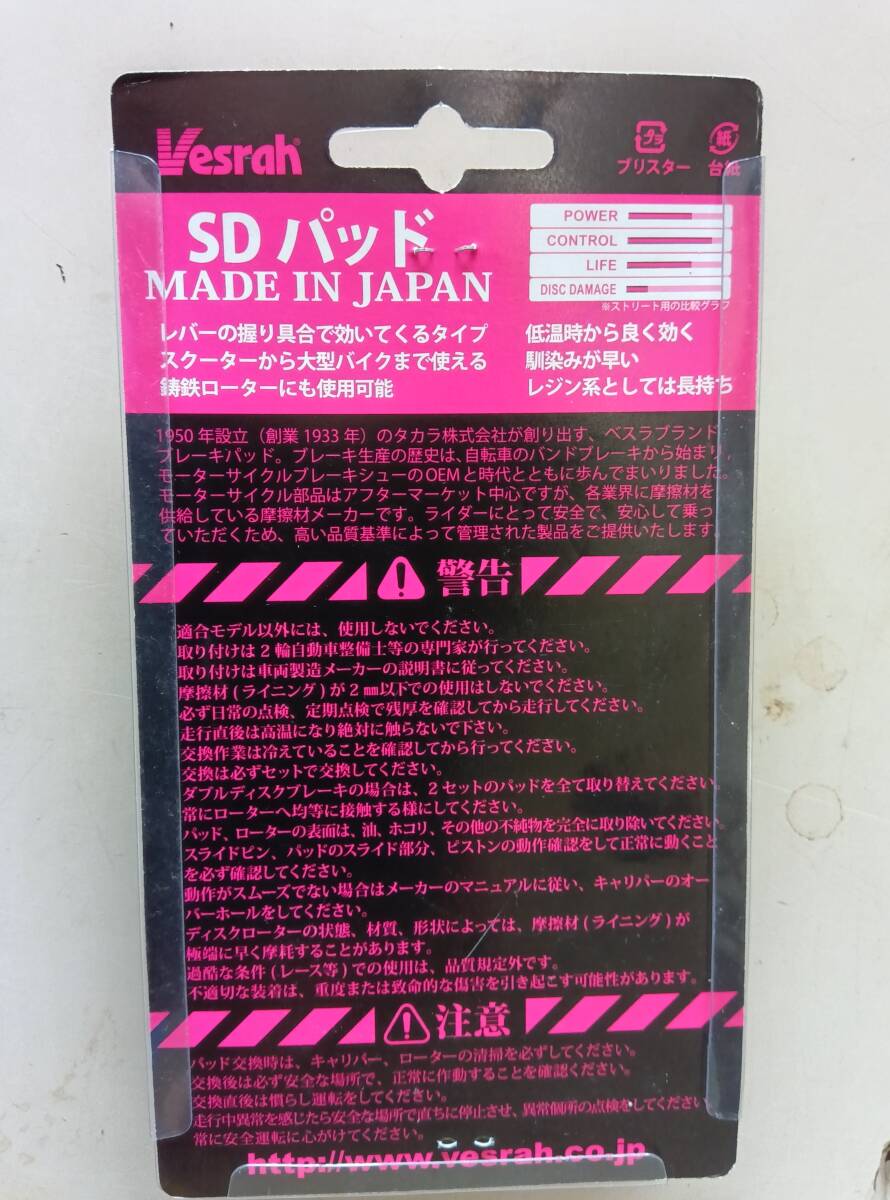 Vesrah
プラ
紙
ブリスター
台紙
SD パッド
MADE IN JAPAN
POWER
CONTROL
LIFE
DISC DAMAGE
※ストリート用の比較グラフ
レバーの握り具合で効いてくるタイプ
スクーターから大型バイクまで使える
鋳鉄ローターにも使用可能
低温時から良く効く
馴染みが早い
レジン系としては長持ち
1950年設立(創業1933年)のタカラ株式会社が創り出す、ベスラブランド
ブレーキパッド。ブレーキ生産の歴史は、自転車のバンドブレーキから始まり、
モーターサイクルブレーキシューのOEMと時代とともに歩んでまいりました。
モーターサイクル部品はアフターマーケット中心ですが、各業界に摩擦材を
供給している摩擦材メーカーです。ライダーにとって安全で、安心して乗っ
ていただくため、高い品質基準によって管理された製品をご提供いたします。
警告
適合モデル以外には、使用しないでください。
取り付けは2輪自動車整備士等の専門家が行ってください。
取り付けは車両製造メーカーの説明書に従ってください。
摩擦材(ライニング)が2㎜以下での使用はしないでください。
必ず日常の点検、定期点検で残厚を確認してから走行してください。
走行直後は高温になり絶対に触らないで下さい。
交換作業は冷えていることを確認してから行ってください。
交換は必ずセットで交換してください。
ダブルディスクブレーキの場合は、2セットのパッドを全て取り替えてください。
常にローターへ均等に接触する様にしてください。
パッド、ローターの表面は、油、ホコリ、その他の不純物を完全に取り除いてください。
スライドピン、パッドのスライド部分、ピストンの動作確認をして正常に動くこと
を必ず確認してください。
動作がスムーズでない場合はメーカーのマニュアルに従い、キャリパーのオー
バーホールをしてください。
ディスクローターの状態、材質、形状によっては、摩擦材(ライニング)が
極端に早く摩耗することがあります。
過酷な条件(レース等)での使用は、品質規定外です。
不適切な装着は、重度または致命的な傷害を引き起こす可能性があります。
注意
パッド交換時は、キャリパー、ローターの清掃を必ずしてください。
交換後は必ず安全な場所で、正常に作動することを確認ください。
交換直後は慣らし運転をしてください。
走行中異常を感じたら安全な場所で直ちに停止させ、異常個所の点検をしてください
常に安全運転に心がけてください。
http://www.vesrah.co.jp